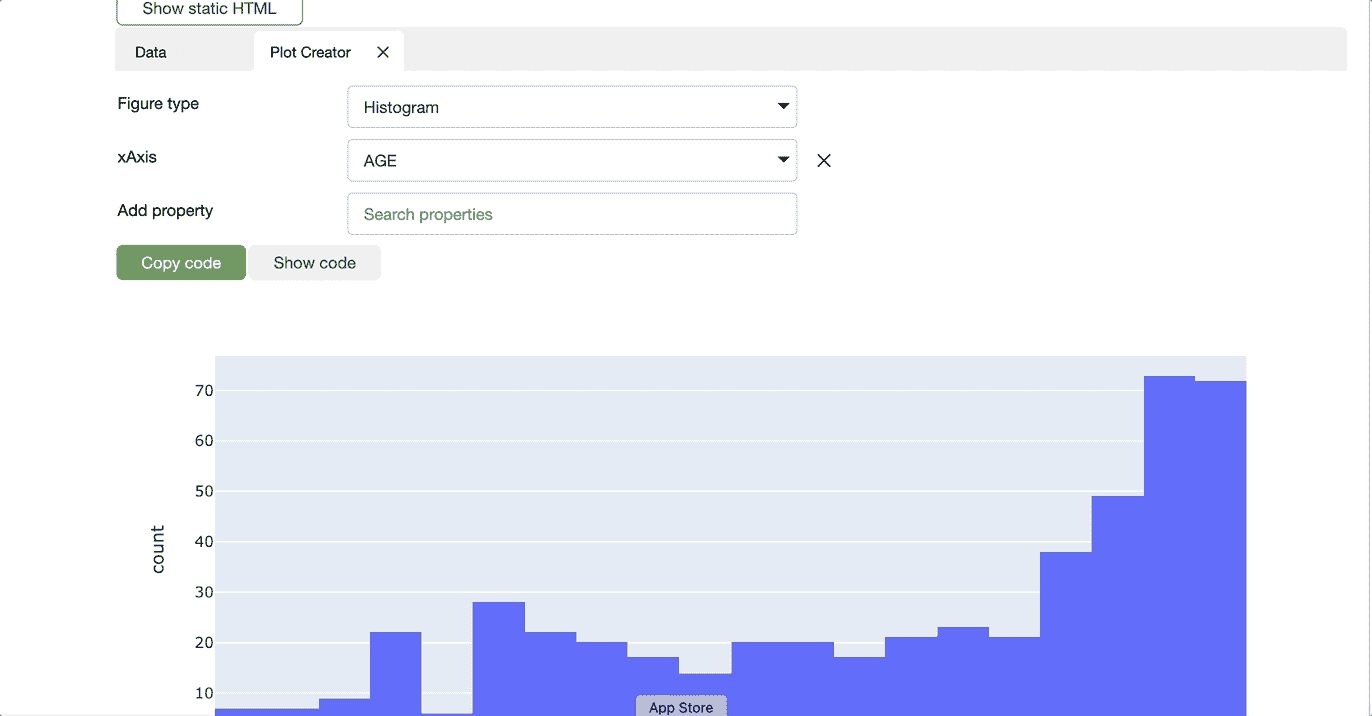 Show static HTML
Data
Plot Creator
Figure type
Histogram
xAxis
AGE
Add property
Search properties
Copy code
Show code
70
60
50
40
30
20
10
count
App Store